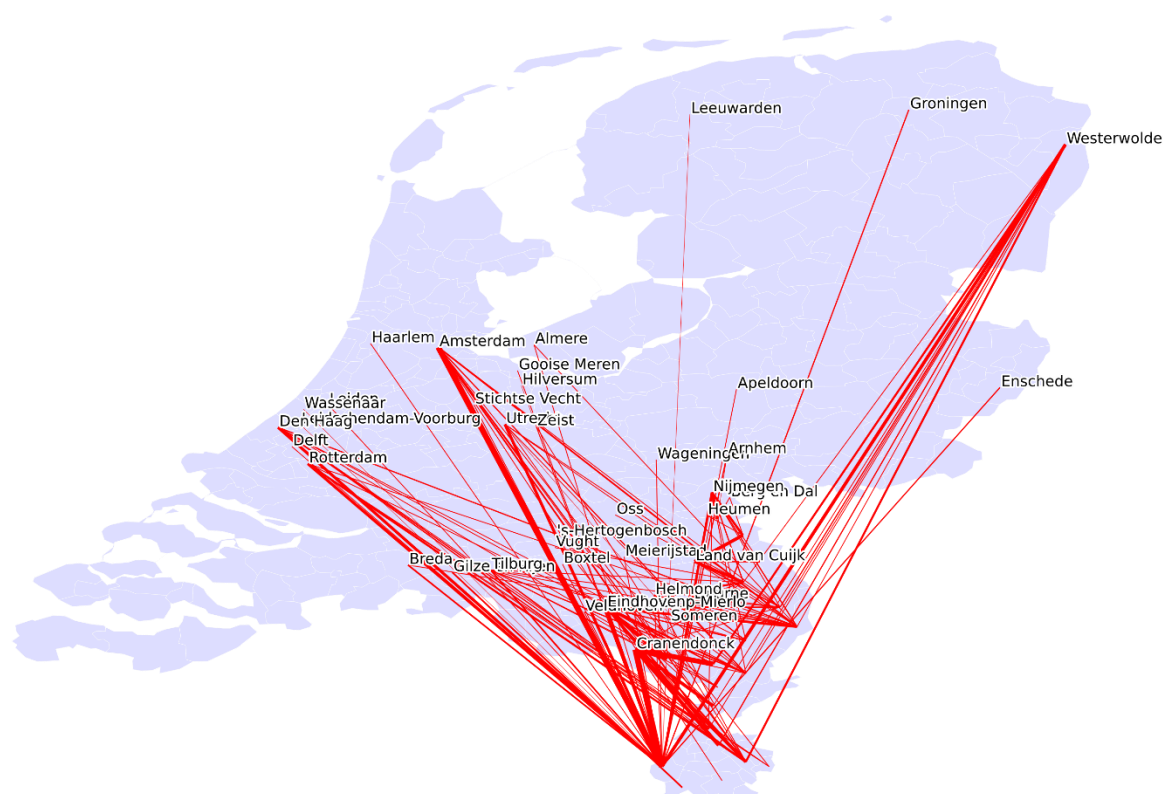 Groningen
Leeuwarden
Westerwolde
Haarlem
Amsterdam
Almere
Gooise Meren
Hilversum
Apeldoorn
Enschede
Stichtse Vecht
Wassenaar
Den Haag
-Voorburg
Zeist
Delft
Rotterdam
Wageningen
Arnhem
Nijmegen
Heumen
Oss
's-Hertogenbosch
Vught
Meierijstad
Boxtel
Land van Cuijk
Breda
Tilburg
Helmond
Eindhoven
Someren
Cranendonck